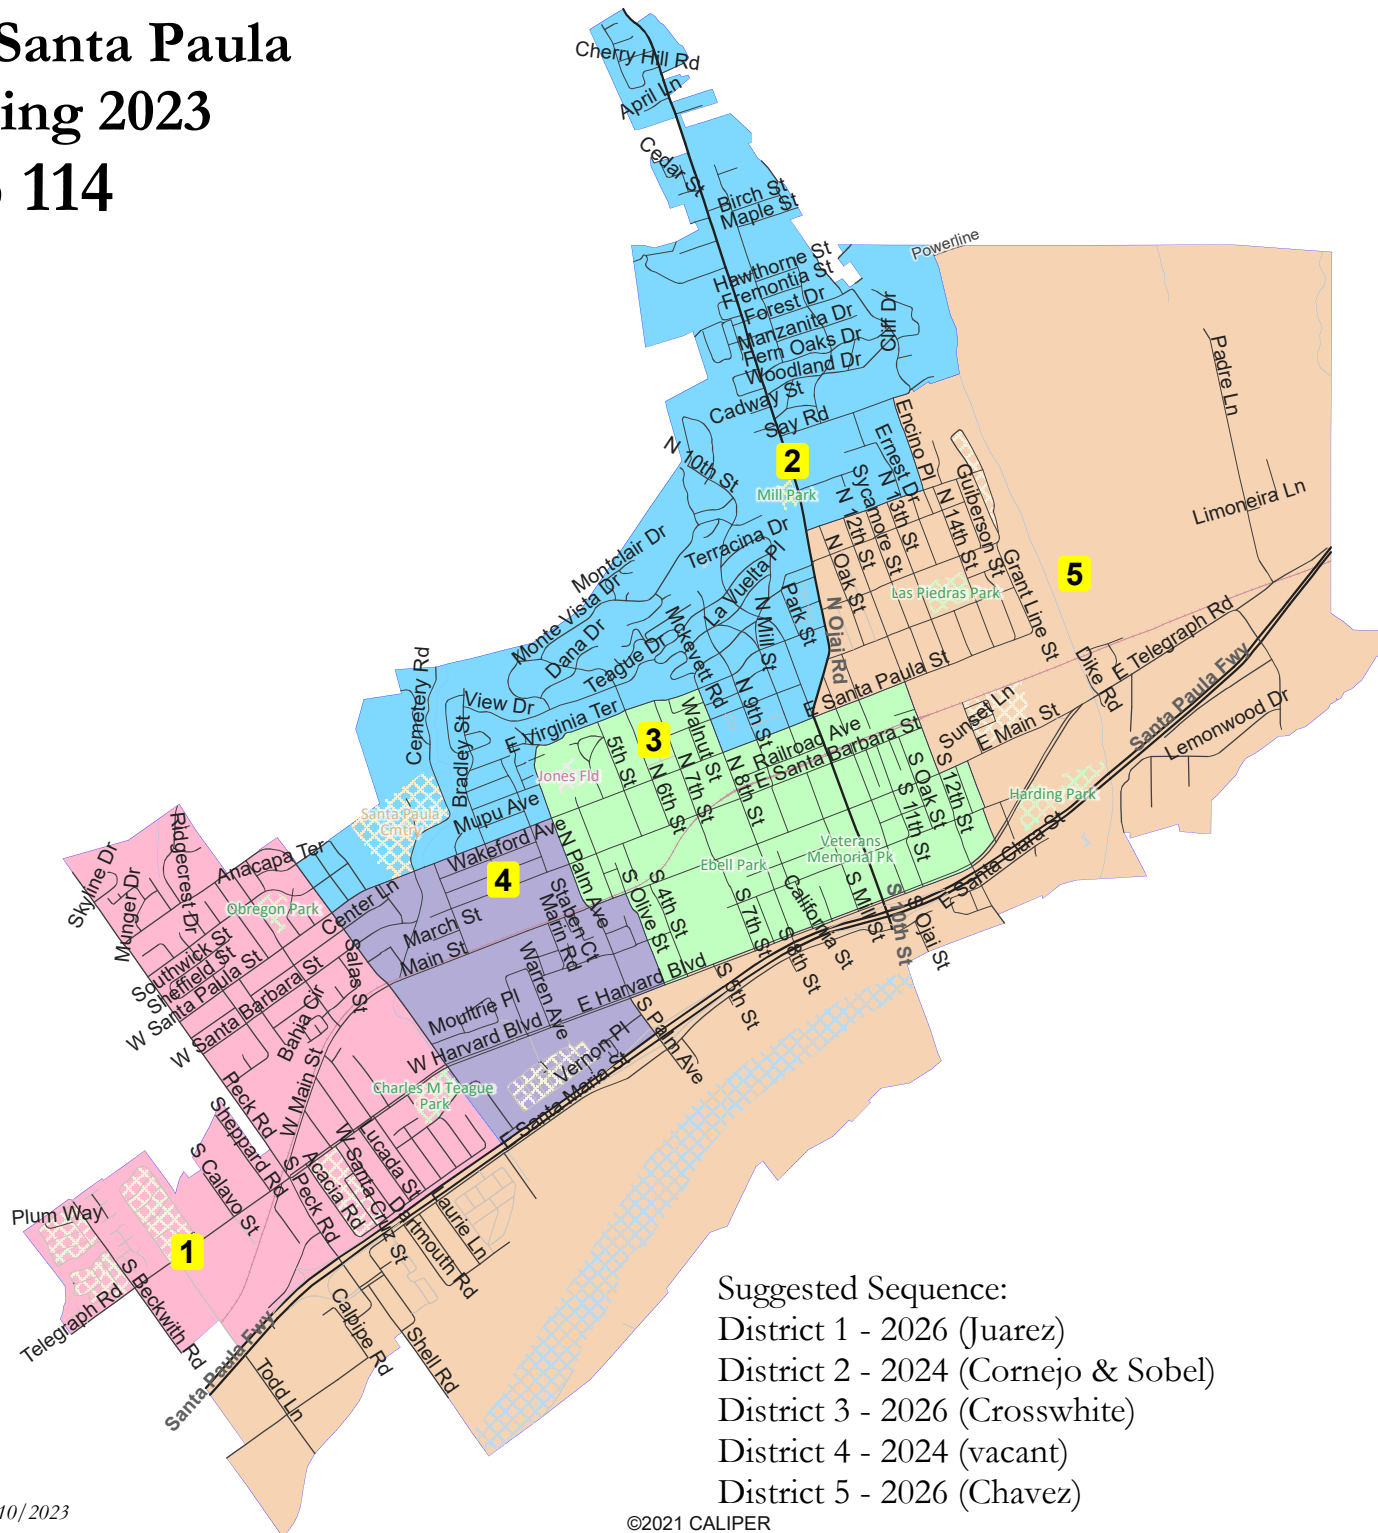 Santa Paula
ing 2023
114
Cherry Hill Rd
April Ln
Cedar St
Birch St
Maple St
Hawthorne St
Fremontia St
Forest Dr
Manzanita Dr
Fern Oaks Dr
Woodland Dr
Cadway St
Say Rd
Cliff Dr
Powerline
Padre Ln
Limoneira Ln
N 10th St
2
Mill Park
Encino Pl
Ernest Dr
N 13th St
Sycamore St
N 12th St
N Oak St
Guiberson St
N 14th St
Grant Line St
Las Piedras Park
5
Terracina Dr
La Vuelta Pl
Montclair Dr
Monte Vista Dr
Dana Dr
Teague Dr
Mckevett Rd
N Mill St
Park St
N Ojai Rd
N 9th St
E Santa Paula St
Dike Rd
E Telegraph Rd
Santa Paula Fwy
Lemonwood Dr
Sunset Ln
E Main St
Harding Park
Cemetery Rd
View Dr
Bradley St
E Virginia Ter
3
5th St
Walnut St
N 6th St
N 7th St
N 8th St
Railroad Ave
E Santa Barbara St
Jones Fld
Mupu Ave
Santa Paula
Cmtry
Wakeford Ave
4
N Palm Ave
S Oak St
S 12th St
S 11th St
Veterans
Memorial Pk
Ebell Park
S Olive St
S 4th St
S 7th St
California St
S 8th St
S Mill St
S 10th St
S Ojai St
E Santa Clara St
Skyline Dr
Munger Dr
Ridgecrest Dr
Anacapa Ter
Obregon Park
Center Ln
March St
Main St
Staben Ct
Marin Rd
Warren Ave
Southwick St
Sheffield St
W Santa Paula St
W Santa Barbara St
Salas St
Bahia Cir
Moultrie Pl
W Harvard Blvd
E Harvard Blvd
S 5th St
S Palm Ave
Vernon Pl
E Santa Maria St
Charles M Teague
Park
Peck Rd
W Main St
Sheppard Rd
S Calavo St
S Peck Rd
Acacia Rd
W Santa Cruz St
Lucada St
Dartmouth Rd
Laurie Ln
Plum Way
1
S Beckwith Rd
Telegraph Rd
Santa Paula Fwy
Todd Ln
Calpipe Rd
Shell Rd
Suggested Sequence:
District 1 - 2026 (Juarez)
District 2 - 2024 (Cornejo & Sobel)
District 3 - 2026 (Crosswhite)
District 4 - 2024 (vacant)
District 5 - 2026 (Chavez)
10/2023
©2021 CALIPER